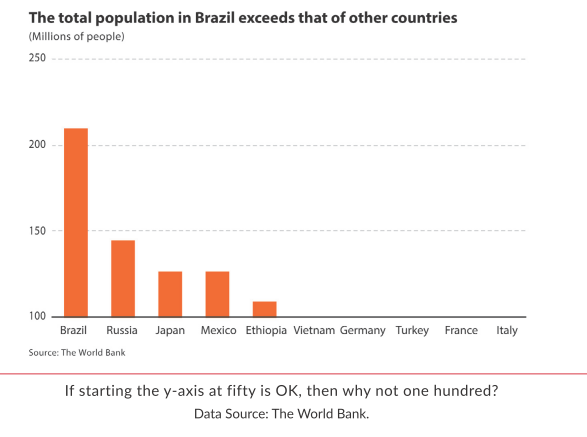 The total population in Brazil exceeds that of other countries
(Millions of people)
250
200
150
100
Brazil Russia Japan Mexico Ethiopia Vietnam Germany Turkey France Italy
Source: The World Bank
If starting the y-axis at fifty is OK, then why not one hundred?
Data Source: The World Bank.